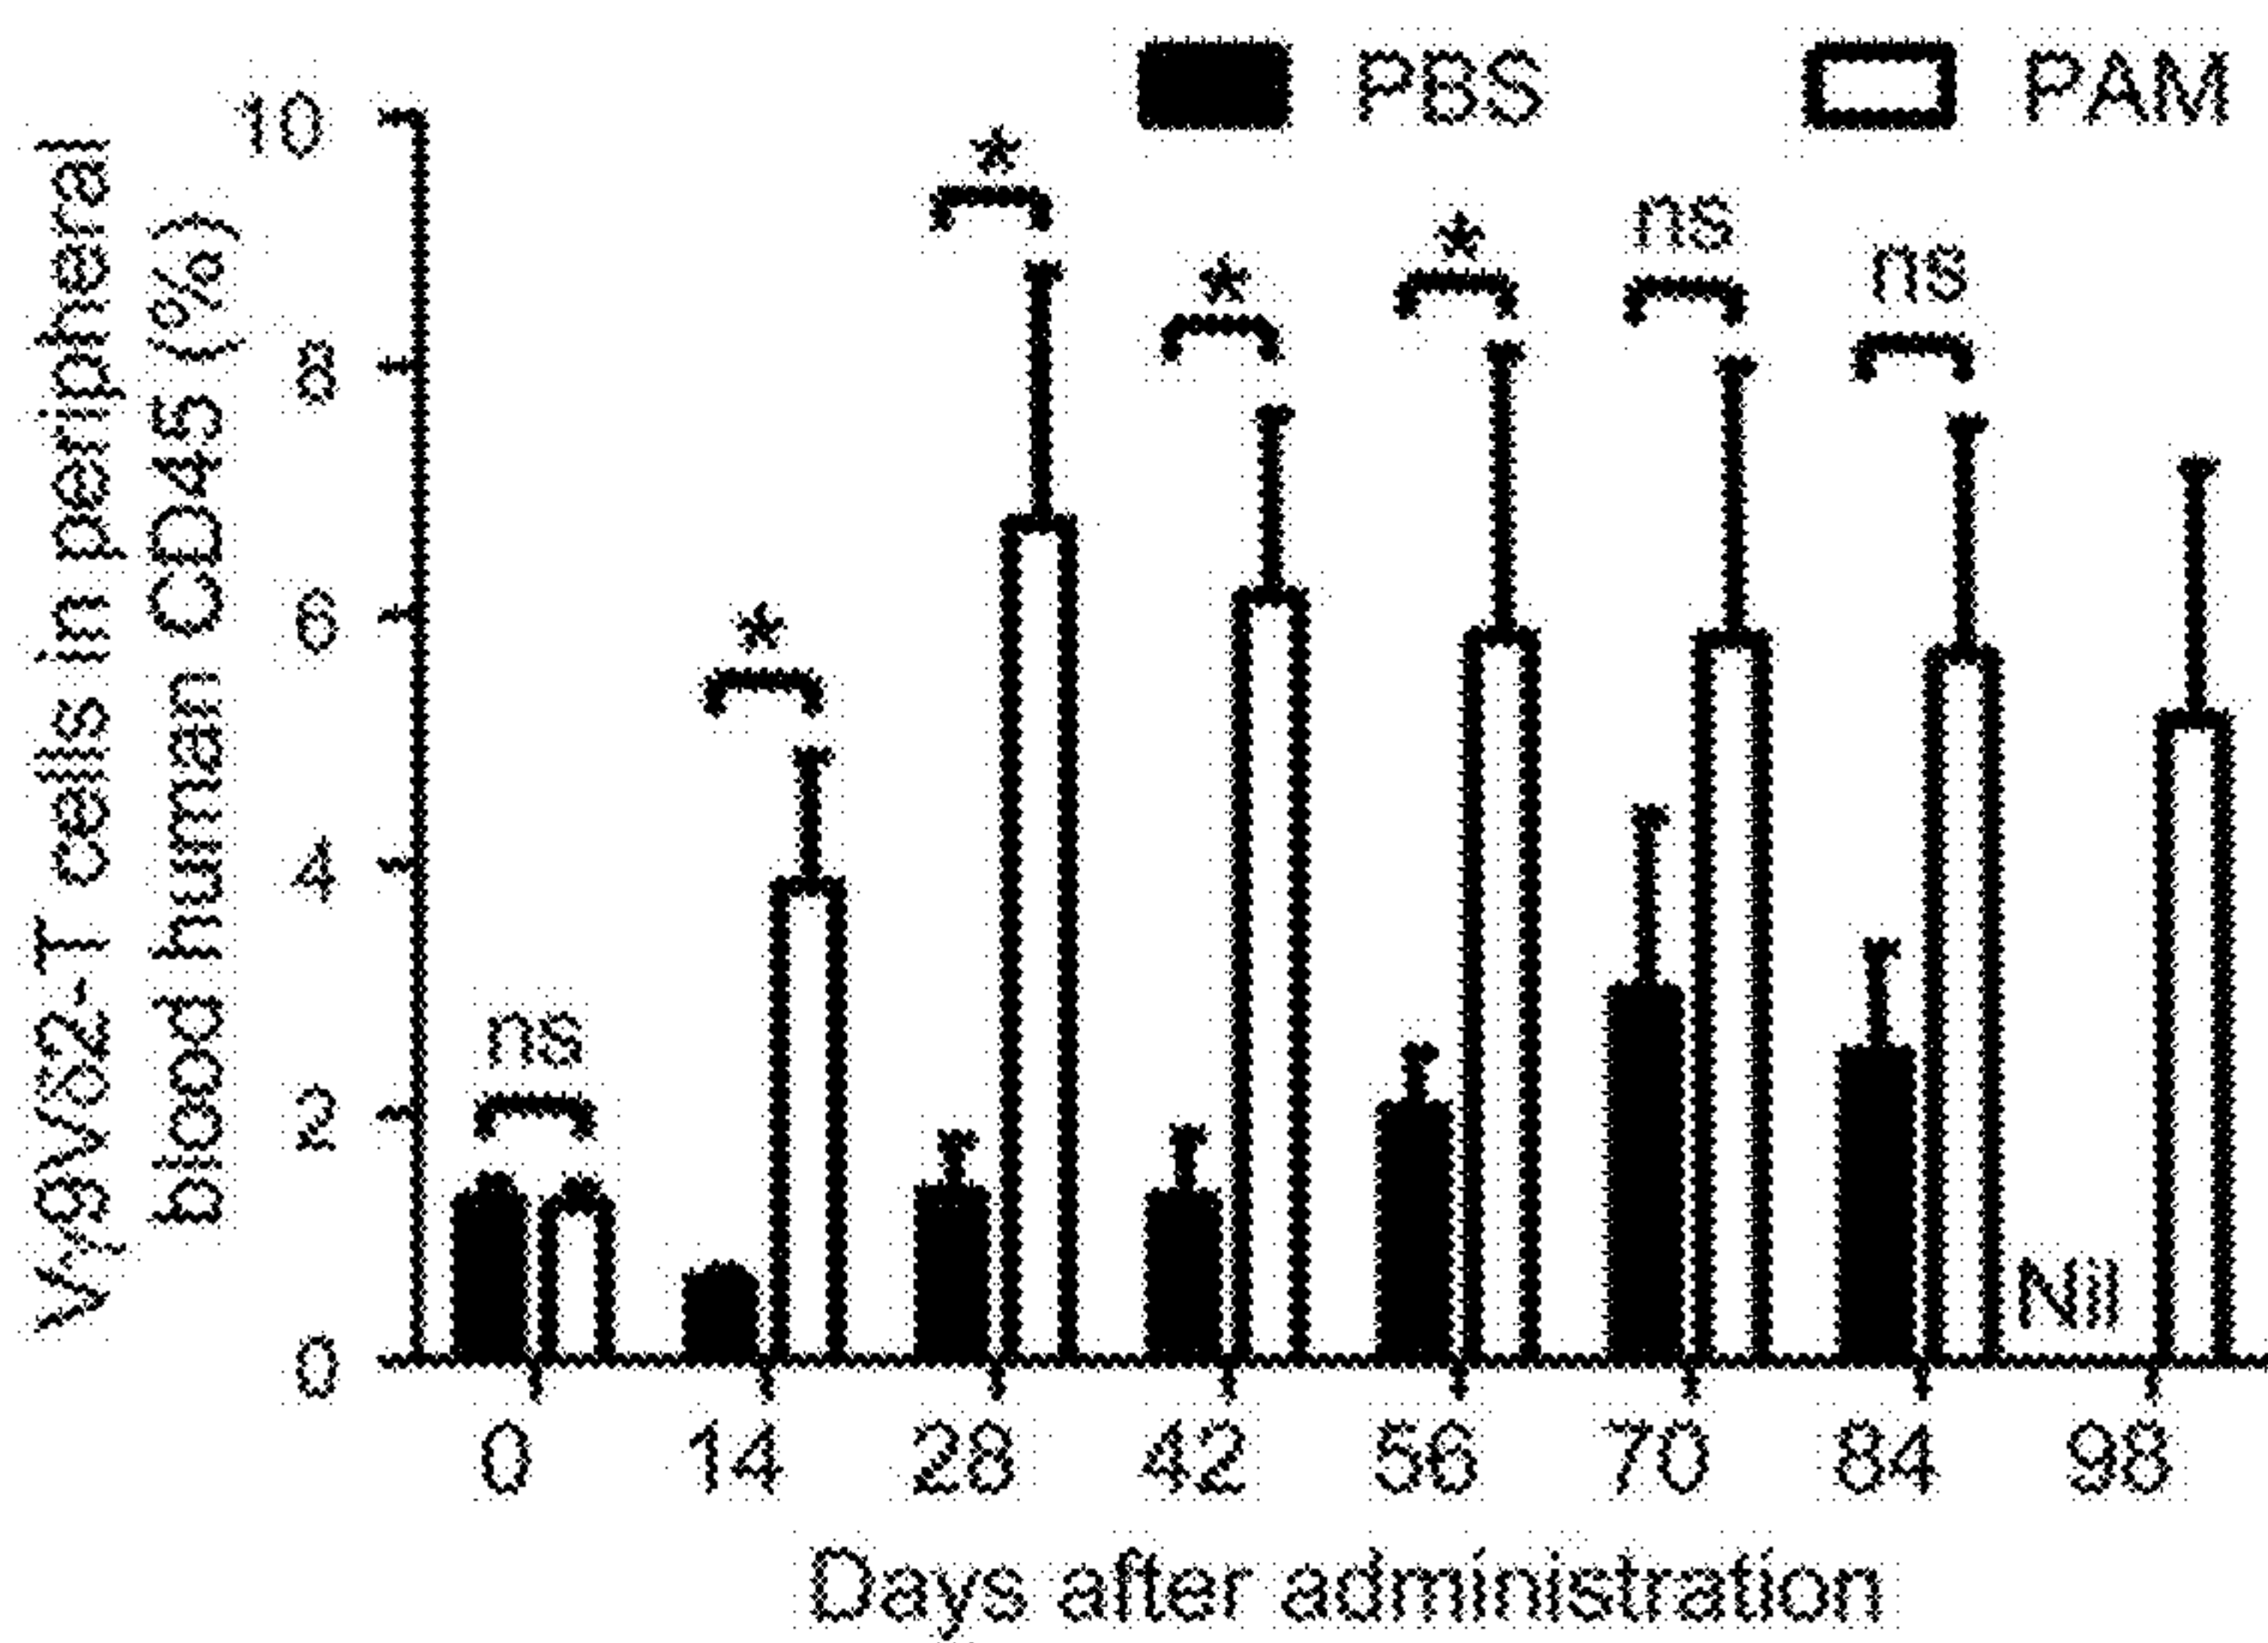 PBS
PAM
Vγ9Vδ2-T cells in peripheral
blood human CD45 (%)
10
8
6
4
2
0
*
*
*
*
ns
ns
ns
Nil
0 14 28 42 56 70 84 98
Days after administration